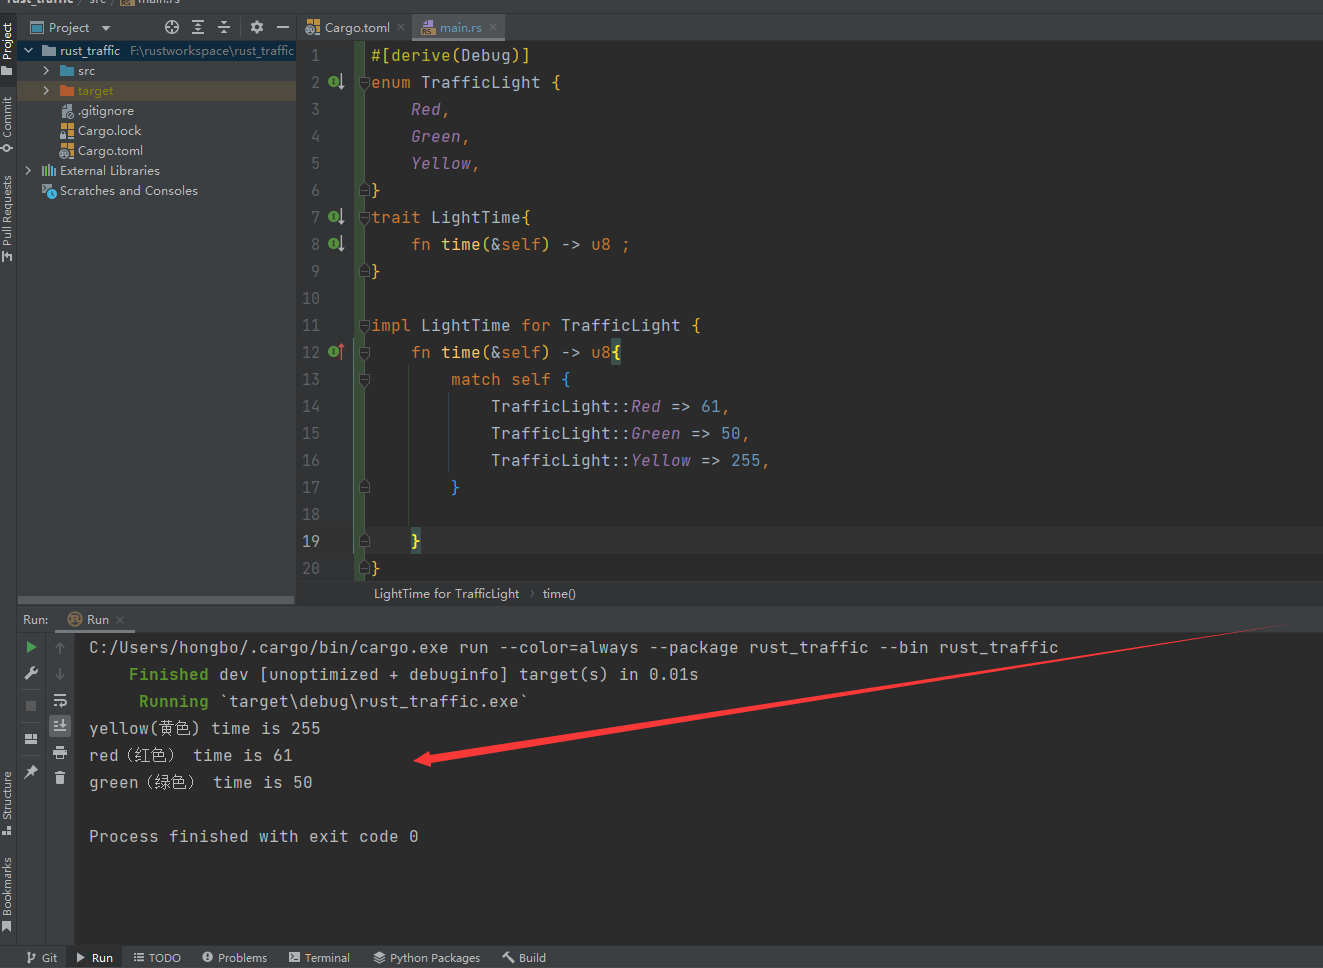 rust_traffic src main.rs
Project
Cargo.toml
main.rs
rust_traffic F:\rustworkspace\rust_traffic
src
target
.gitignore
Cargo.lock
Cargo.toml
External Libraries
Scratches and Consoles
Project
Commit
Pull Requests
Structure
Bookmarks
1 #[derive(Debug)]
2 enum TrafficLight {
3 Red,
4 Green,
5 Yellow,
6 }
7 trait LightTime{
8 fn time(&self) -> u8 ;
9 }
10
11 impl LightTime for TrafficLight {
12 fn time(&self) -> u8{
13 match self {
14 TrafficLight::Red => 61,
15 TrafficLight::Green => 50,
16 TrafficLight::Yellow => 255,
17 }
18
19 }
20 }
LightTime for TrafficLight › time()
Run: Run
C:/Users/hongbo/.cargo/bin/cargo.exe run --color=always --package rust_traffic --bin rust_traffic
Finished dev [unoptimized + debuginfo] target(s) in 0.01s
Running `target\debug\rust_traffic.exe`
yellow(黄色) time is 255
red（红色） time is 61
green（绿色） time is 50
Process finished with exit code 0
Git Run TODO Problems Terminal Python Packages Build